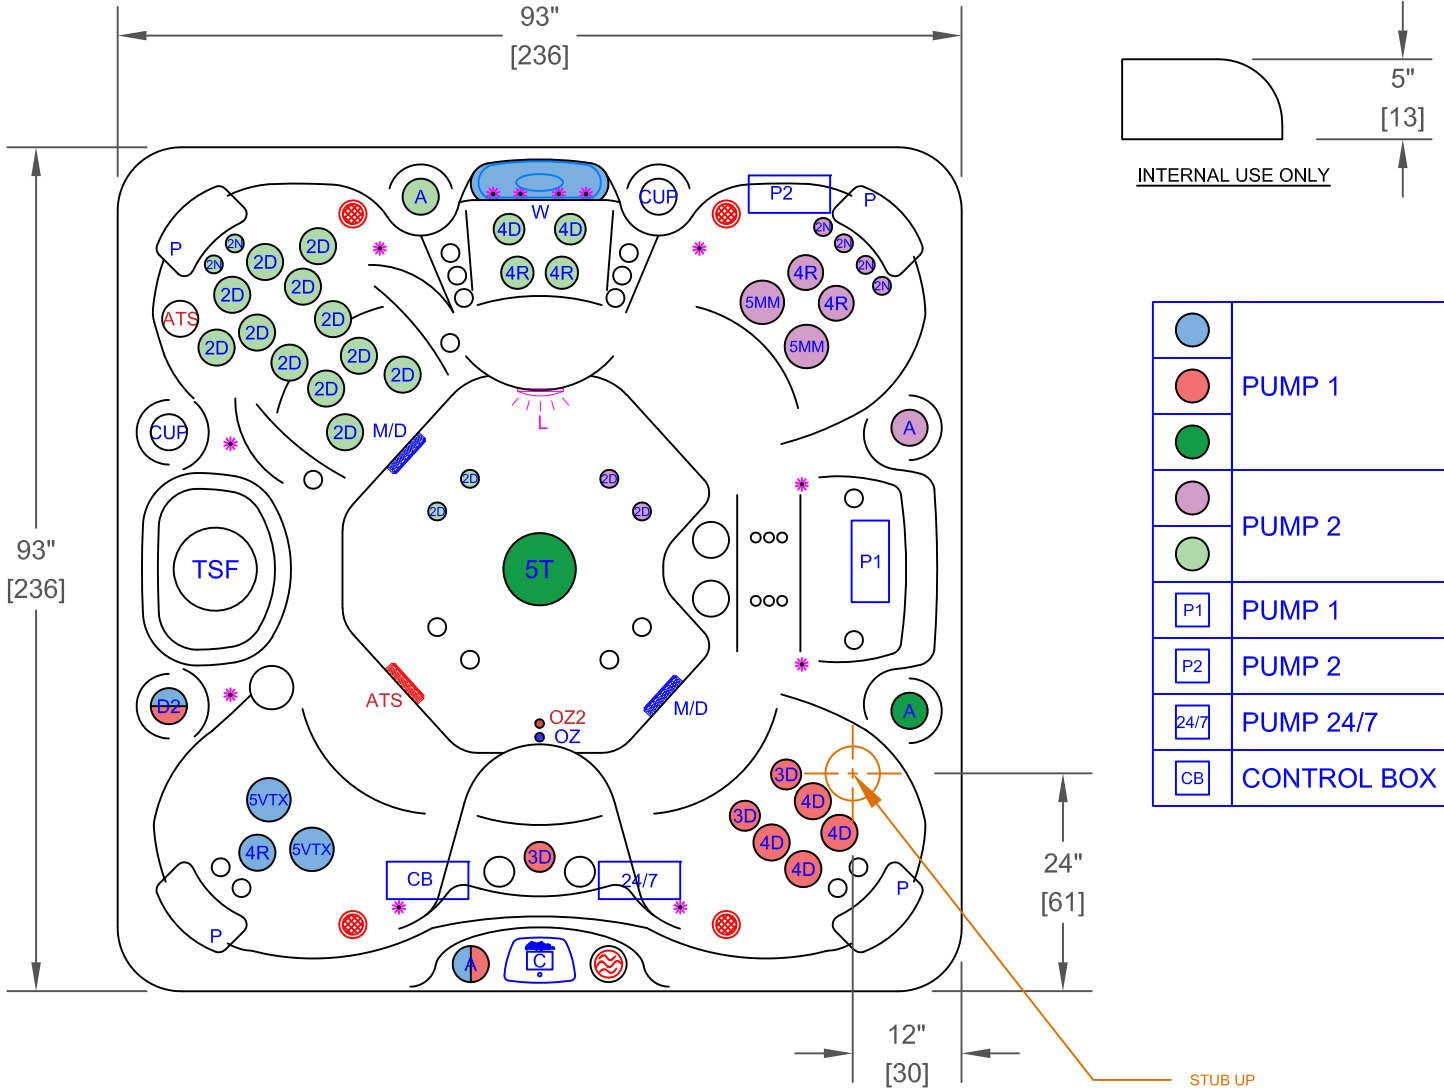 93"
[236]
5"
[13]
INTERNAL USE ONLY
A
W
CUP
P2
P
P
4D
4D
4R
4R
2N
2N
2D
2D
2D
2D
2D
2D
2D
2D
2D
2D
2D
2D
ATS
2N
2N
2N
2N
4R
4R
5MM
5MM
PUMP 1
CUP
M/D
L
A
93"
[236]
TSF
2D
2D
2D
2D
5T
P1
PUMP 2
P1
PUMP 1
P2
PUMP 2
24/7
PUMP 24/7
CB
CONTROL BOX
D2
ATS
M/D
A
OZ2
OZ
5VTX
5VTX
4R
3D
3D
4D
4D
4D
4D
3D
CB
24/7
P
P
A
C
24"
[61]
12"
[30]
STUB UP